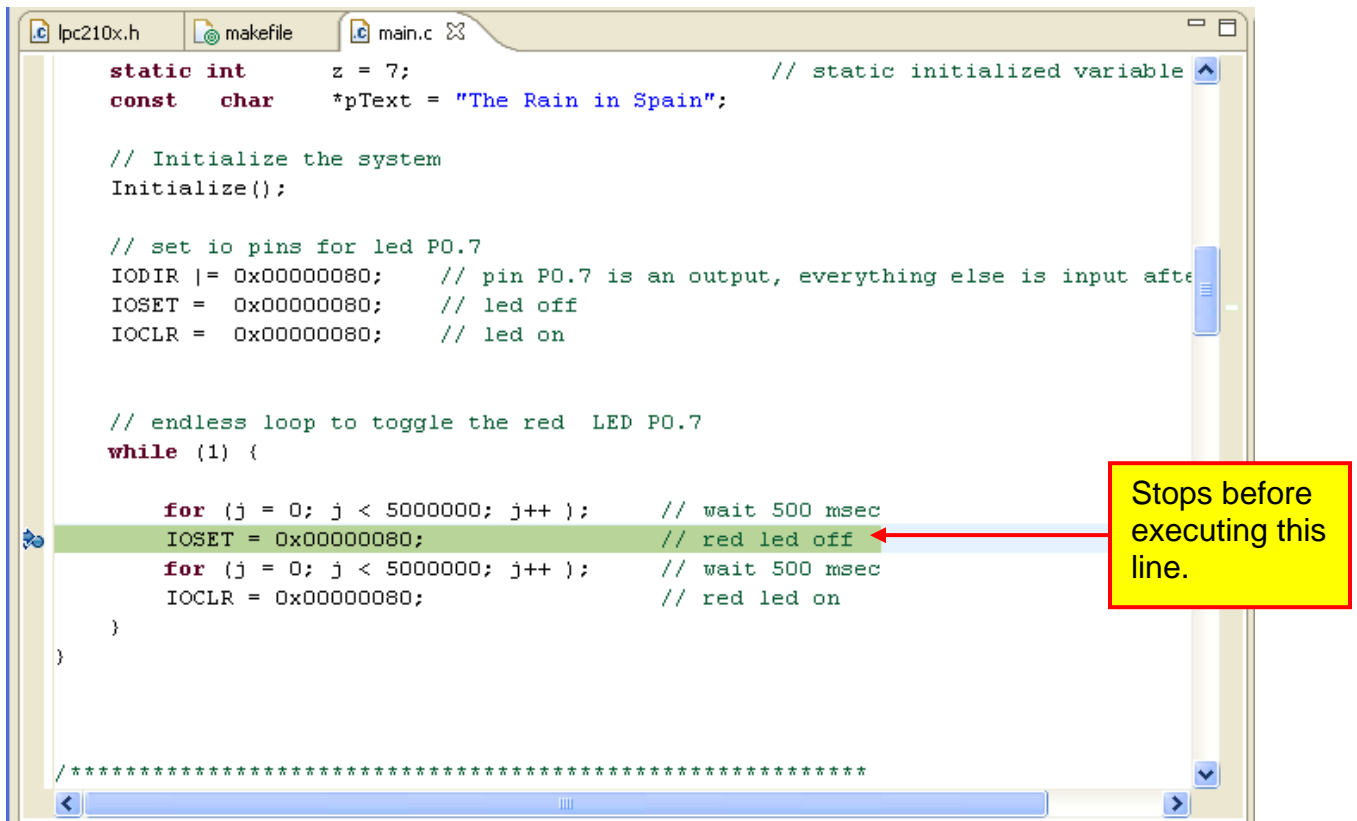 lpc210x.h makefile main.c
static int z = 7; // static initialized variable
const char *pText = "The Rain in Spain";
// Initialize the system
Initialize();
// set io pins for led P0.7
IODIR |= 0x00000080; // pin P0.7 is an output, everything else is input afte
IOSET = 0x00000080; // led off
IOCLR = 0x00000080; // led on
// endless loop to toggle the red LED P0.7
while (1) {
for (j = 0; j < 5000000; j++ ); // wait 500 msec
IOSET = 0x00000080; // red led off
for (j = 0; j < 5000000; j++ ); // wait 500 msec
IOCLR = 0x00000080; // red led on
}
}
/**********************************************************
Stops before
executing this
line.